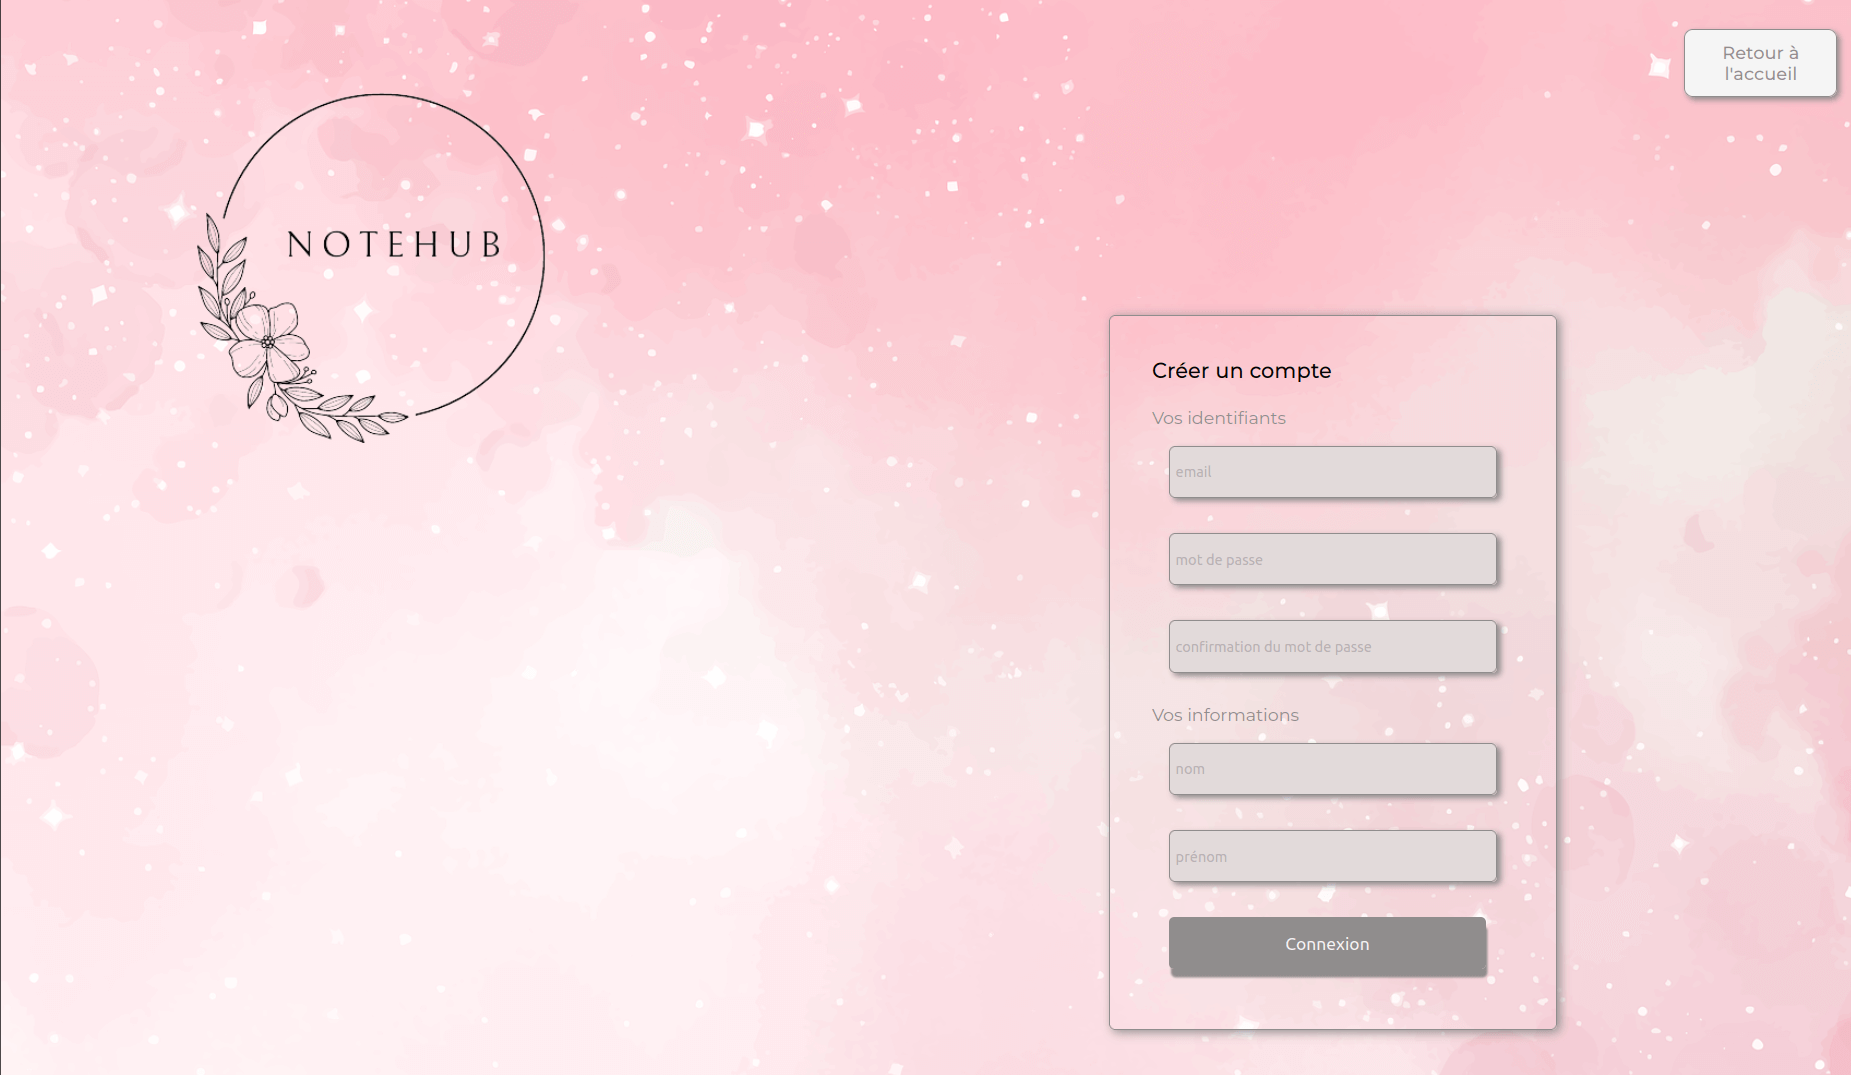 Retour à
l'accueil
NOTEHUB
Créer un compte
Vos identifiants
email
mot de passe
confirmation du mot de passe
Vos informations
nom
prénom
Connexion